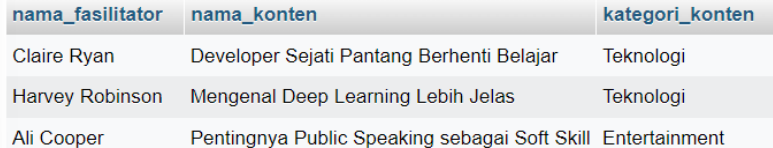 nama_fasilitator nama_konten kategori_konten
Claire Ryan Developer Sejati Pantang Berhenti Belajar Teknologi
Harvey Robinson Mengenal Deep Learning Lebih Jelas Teknologi
Ali Cooper Pentingnya Public Speaking sebagai Soft Skill Entertainment